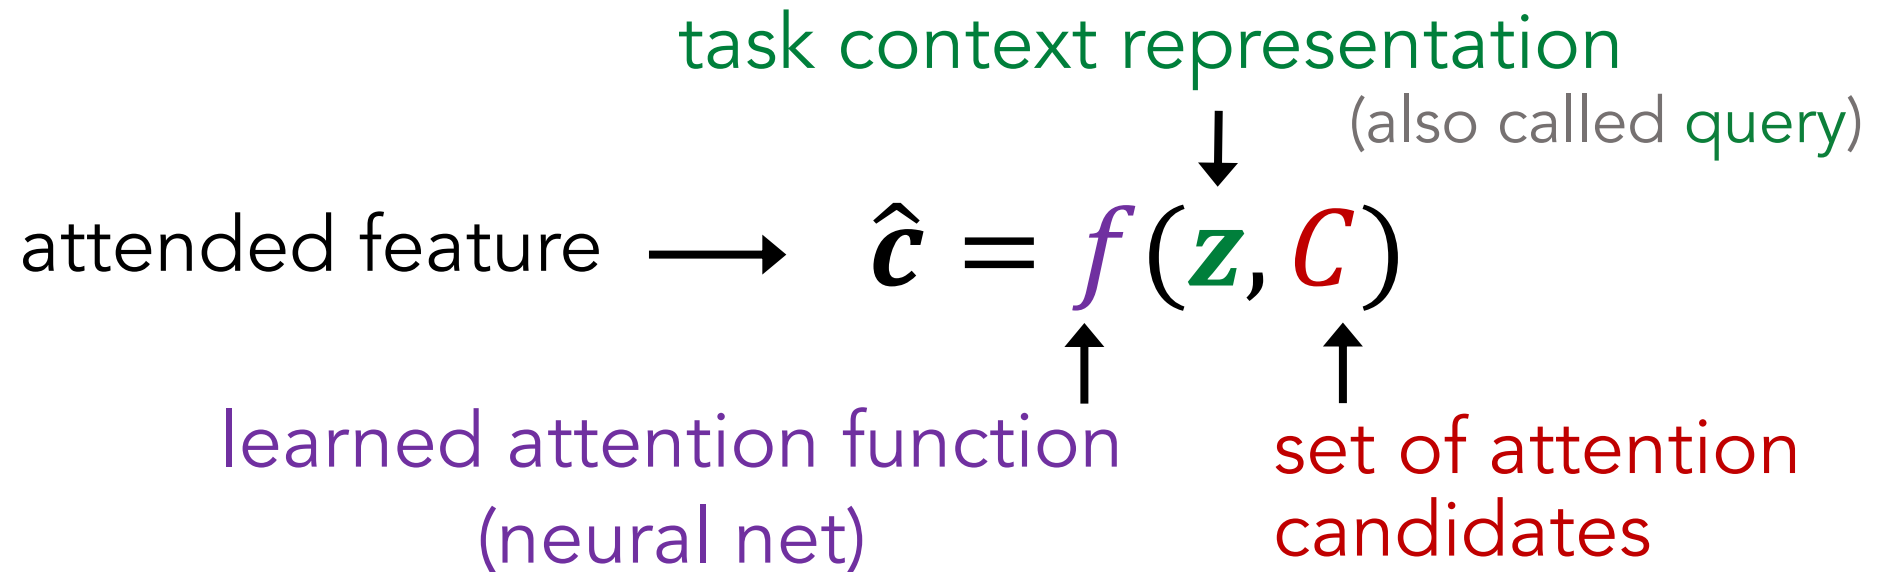 task context representation
(also called query)
attended feature
ĉ = f(z, C)
learned attention function
(neural net)
set of attention
candidates